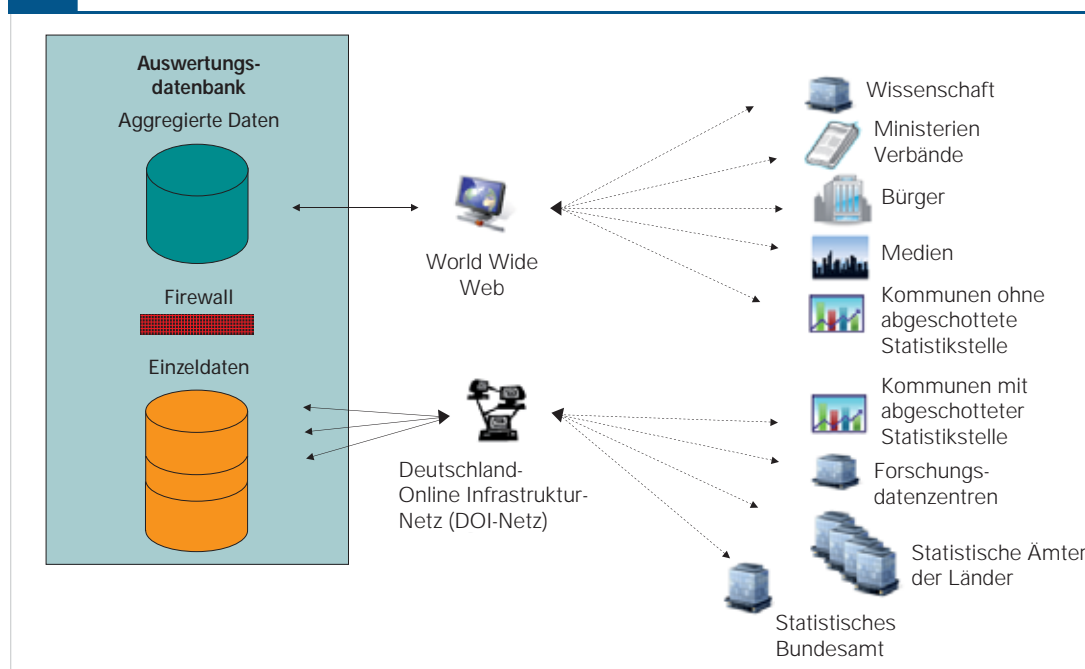 Auswertungs-
datenbank
Aggregierte Daten
Firewall
Einzeldaten
World Wide
Web
Deutschland-
Online Infrastruktur-
Netz (DOI-Netz)
Wissenschaft
Ministerien
Verbände
Bürger
Medien
Kommunen ohne
abgeschottete
Statistikstelle
Kommunen mit
abgeschotteter
Statistikstelle
Forschungs-
datenzentren
Statistische Ämter
der Länder
Statistisches
Bundesamt